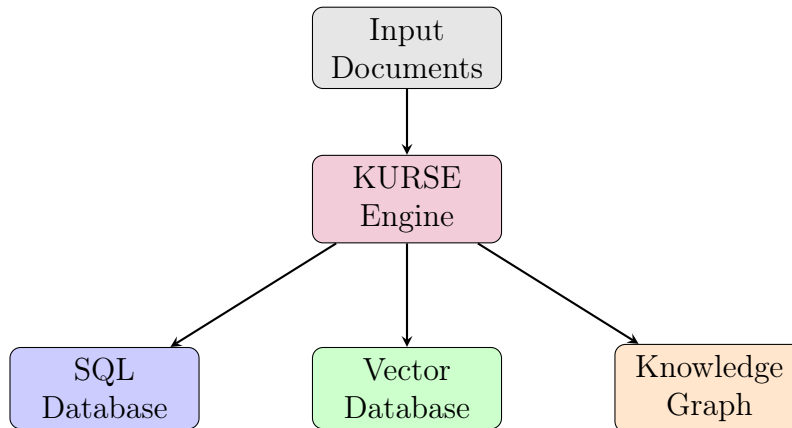 Input
Documents
KURSE
Engine
SQL
Database
Vector
Database
Knowledge
Graph